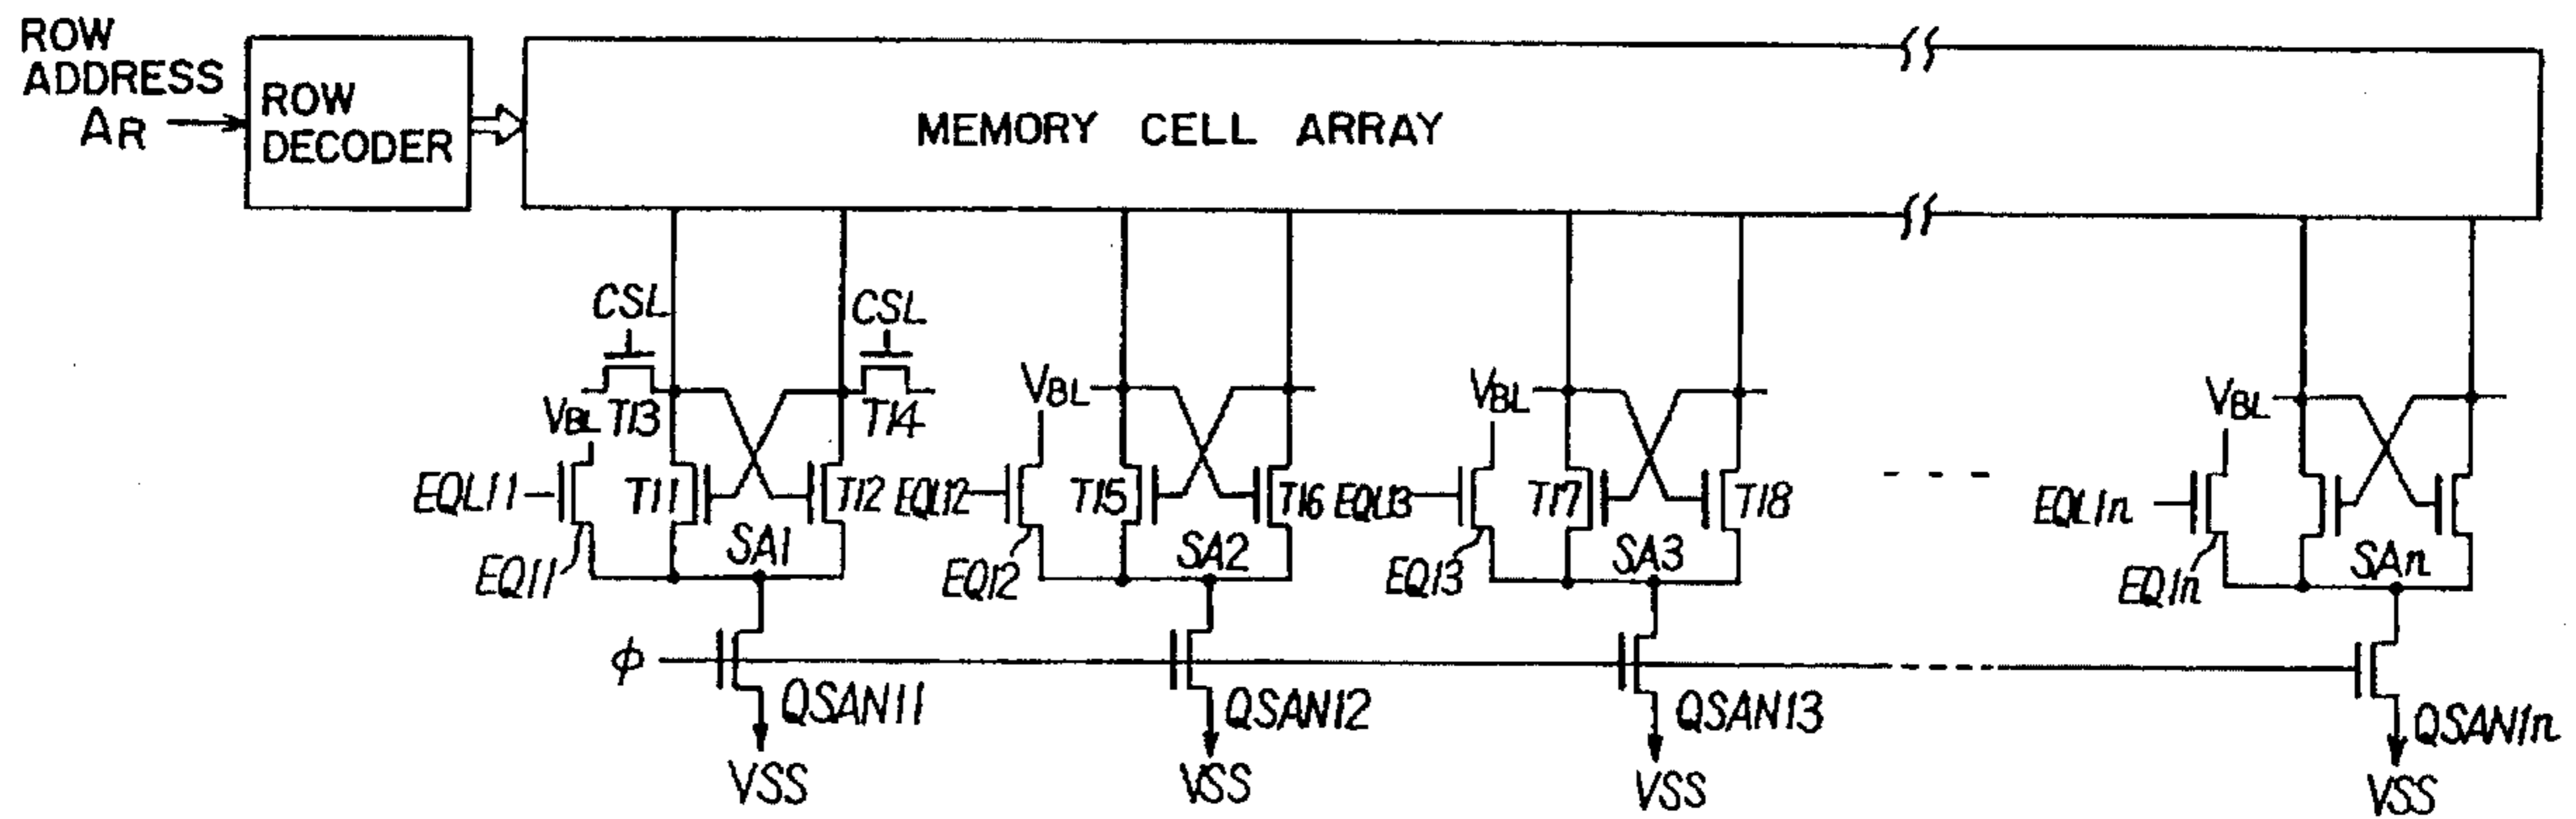 ROW
ADDRESS
AR
ROW
DECODER
MEMORY CELL ARRAY
CSL
CSL
VBL
T13
T14
VBL
VBL
VBL
EQL11
T11
T12
EQL12
T15
T16
EQL13
T17
T18
EQL1n
SA1
SA2
SA3
SAn
EQ11
EQ12
EQ13
EQ1n
φ
QSAN11
QSAN12
QSAN13
QSAN1n
VSS
VSS
VSS
VSS